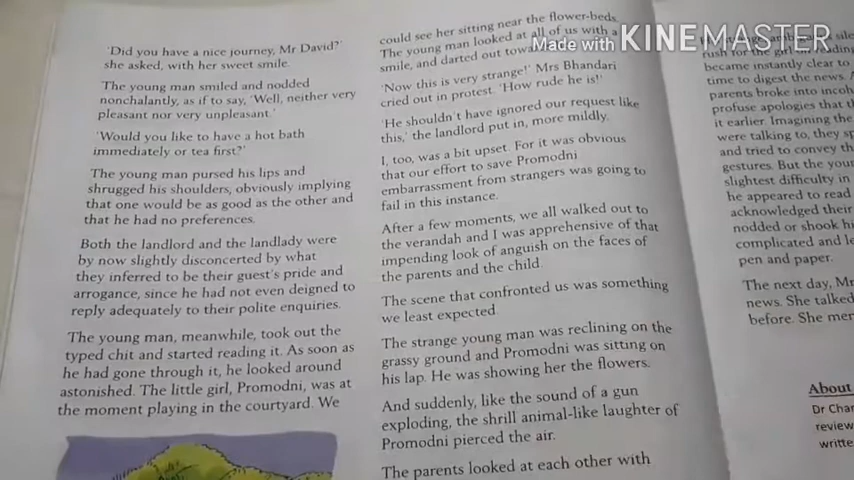 'Did you have a nice journey, Mr David?'
she asked, with her sweet smile.
The young man smiled and nodded
nonchalantly, as if to say, 'Well, neither very
pleasant nor very unpleasant.'
'Would you like to have a hot bath
immediately or tea first?'
The young man pursed his lips and
shrugged his shoulders, obviously implying
that one would be as good as the other and
that he had no preferences.
Both the landlord and the landlady were
by now slightly disconcerted by what
they inferred to be their guest's pride and
arrogance, since he had not even deigned to
reply adequately to their polite enquiries.
The young man, meanwhile, took out the
typed chit and started reading it. As soon as
he had gone through it, he looked around
astonished. The little girl, Promodni, was at
the moment playing in the courtyard. We
could see her sitting near the flower-beds
The young man looked at all of us with a
smile, and darted out
'Now this is very strange!' Mrs Bhandari
cried out in protest. 'How rude he is!'
'He shouldn't have ignored our request like
this,' the landlord put in, more mildly.
I, too, was a bit upset. For it was obvious
that our effort to save Promodni
embarrassment from strangers was going to
fail in this instance.
After a few moments, we all walked out to
the verandah and I was apprehensive of that
impending look of anguish on the faces of
the parents and the child.
The scene that confronted us was something
we least expected.
The strange young man was reclining on the
grassy ground and Promodni was sitting on
his lap. He was showing her the flowers.
And suddenly, like the sound of a gun
exploding, the shrill animal-like laughter of
Promodni pierced the air.
The parents looked at each other with
Made with KINEMASTER
rush for the girl
became instantly clear to
time to digest the news.
parents broke into
profuse apologies that
it earlier. Imagining the
were talking to, they
and tried to convey
gestures. But the
slightest difficulty in
he appeared to
acknowledged their
nodded or shook
complicated and
pen and paper.
The next day,
news. She talked
before. She
About
Dr
review
written